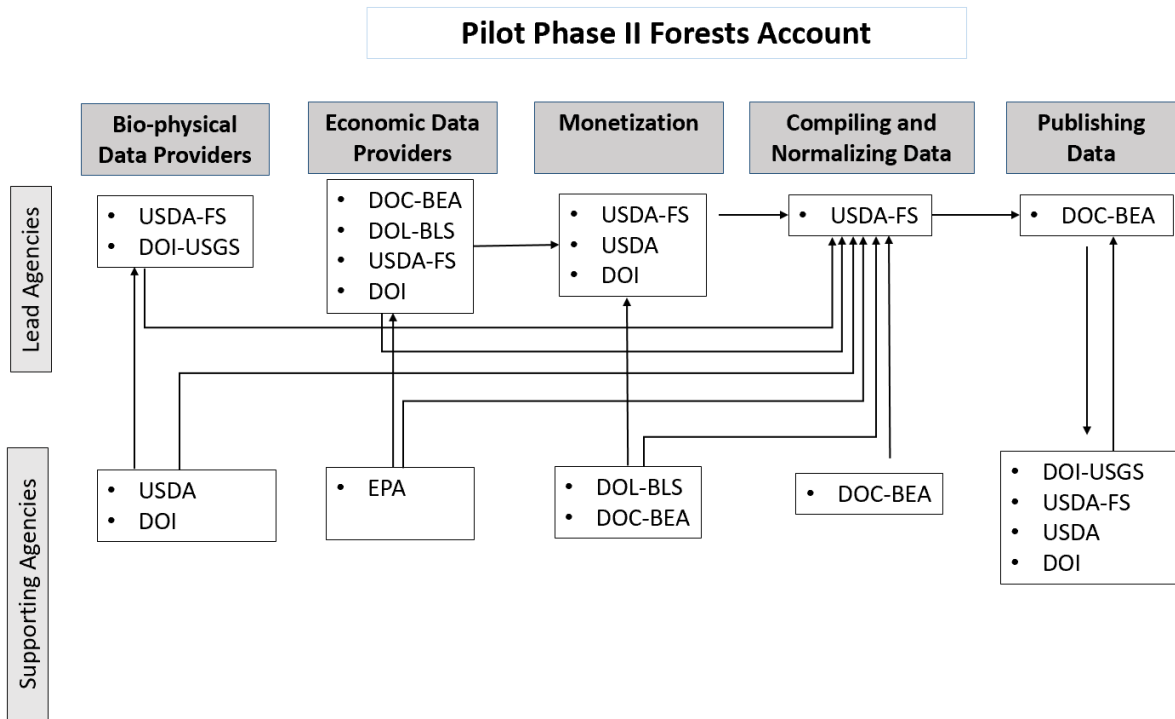 Pilot Phase II Forests Account
Bio-physical
Data Providers
Economic Data
Providers
Monetization
Compiling and
Normalizing Data
Publishing
Data
Lead Agencies
• USDA-FS
• DOI-USGS
• DOC-BEA
• DOL-BLS
• USDA-FS
• DOI
• USDA-FS
• USDA
• DOI
• USDA-FS
• DOC-BEA
Supporting Agencies
• USDA
• DOI
• EPA
• DOL-BLS
• DOC-BEA
• DOC-BEA
• DOI-USGS
• USDA-FS
• USDA
• DOI